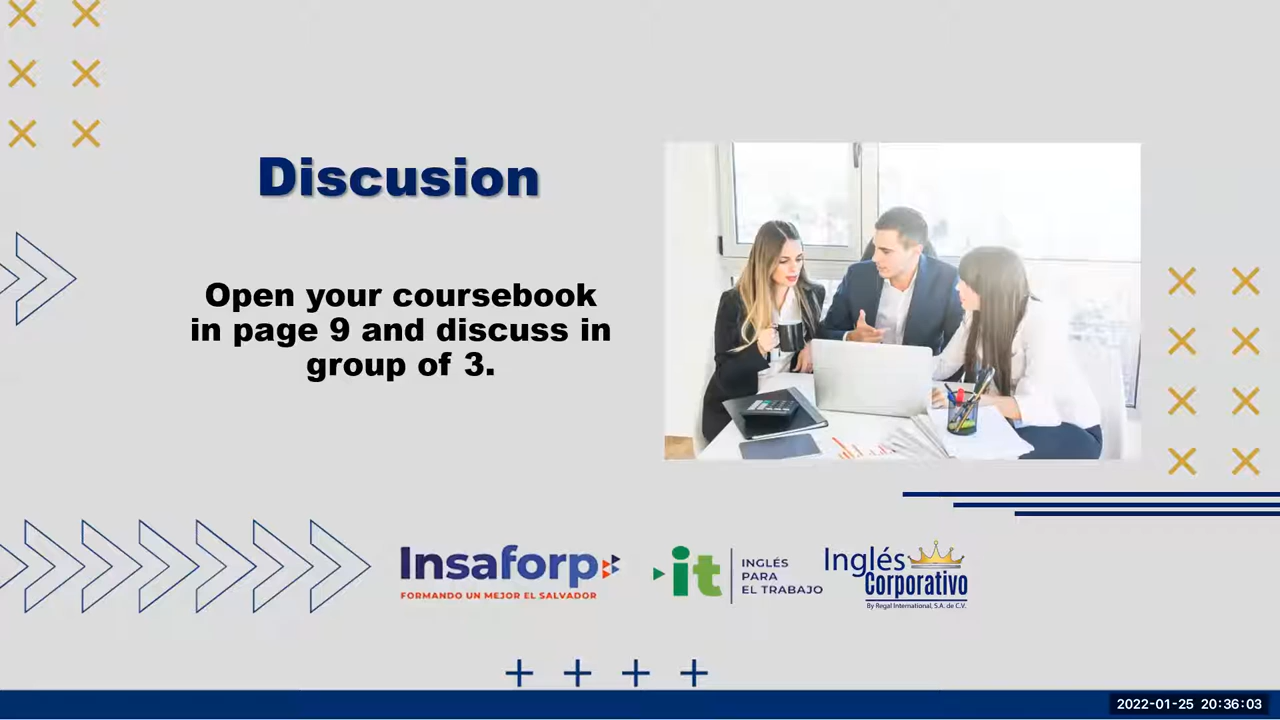 Discusion
Open your coursebook
in page 9 and discuss in
group of 3.
Insaforp
FORMANDO UN MEJOR EL SALVADOR
it
INGLÉS
PARA
EL TRABAJO
Inglés
Corporativo
By Regal International, S.A. de C.V.
2022-01-25 20:36:03